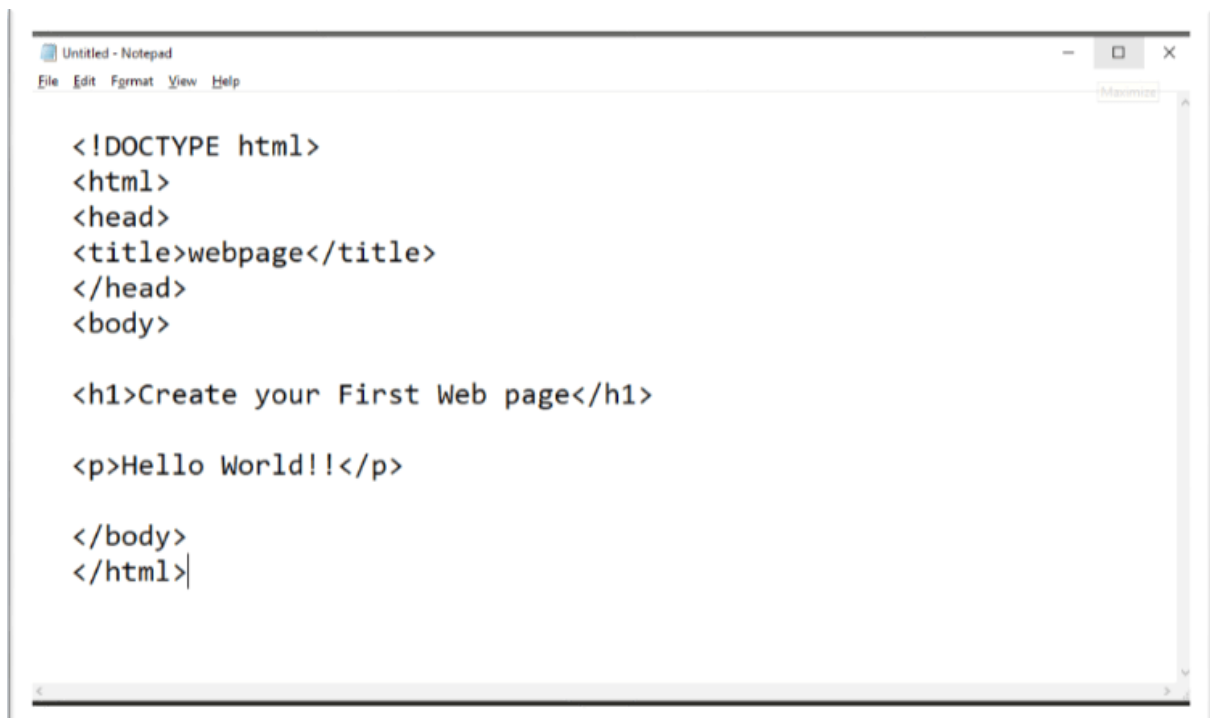 Untitled - Notepad
File Edit Format View Help
Maximize
<!DOCTYPE html>
<html>
<head>
<title>webpage</title>
</head>
<body>
<h1>Create your First Web page</h1>
<p>Hello World!!</p>
</body>
</html>